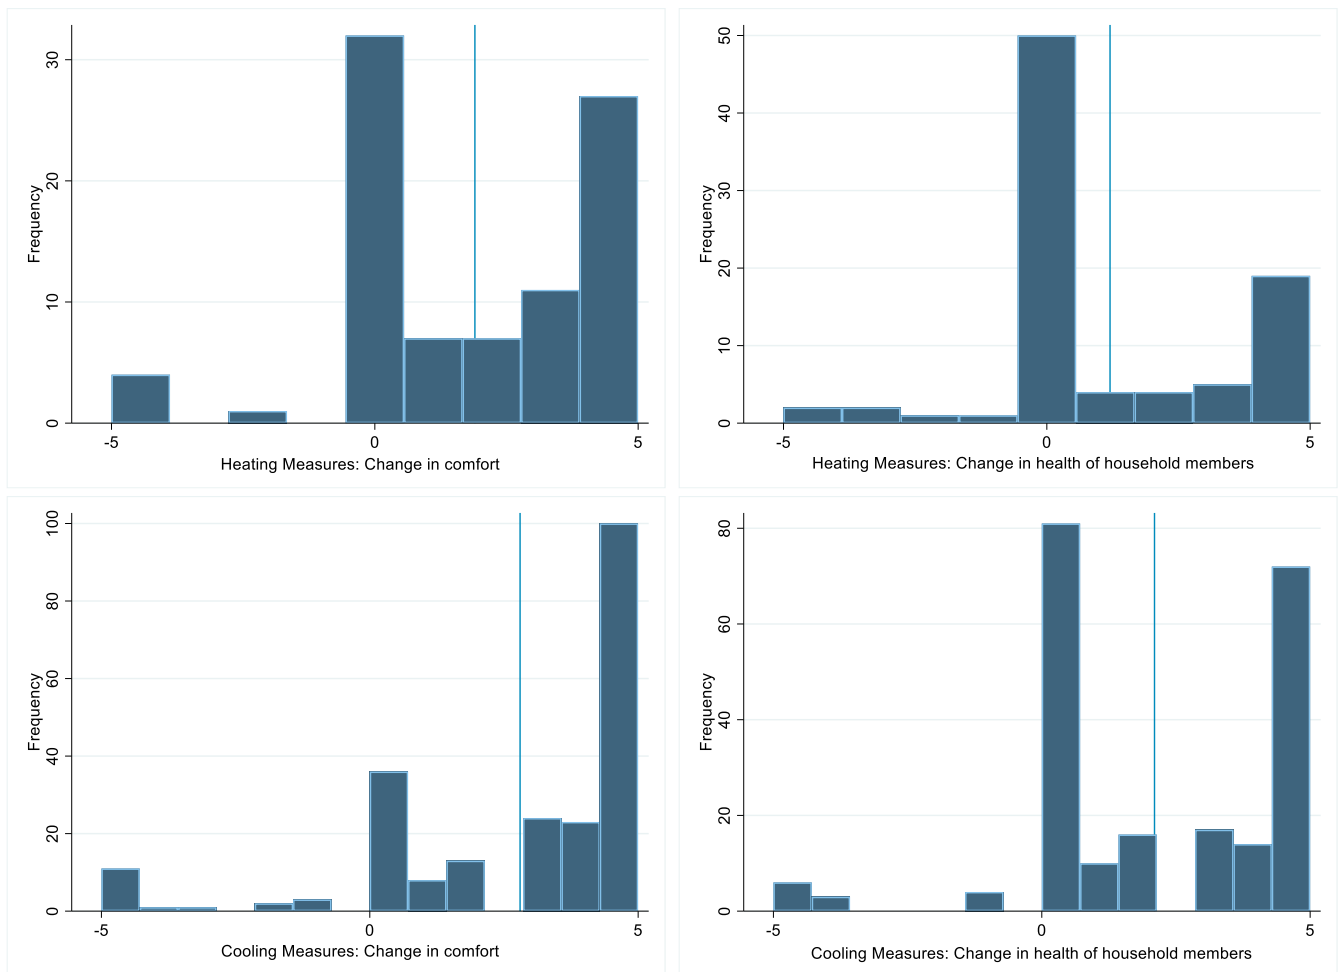 30
20
10
0
Frequency
-5 0 5
Heating Measures: Change in comfort
50
40
30
20
10
0
Frequency
-5 0 5
Heating Measures: Change in health of household members
100
80
60
40
20
0
Frequency
-5 0 5
Cooling Measures: Change in comfort
80
60
40
20
0
Frequency
-5 0 5
Cooling Measures: Change in health of household members